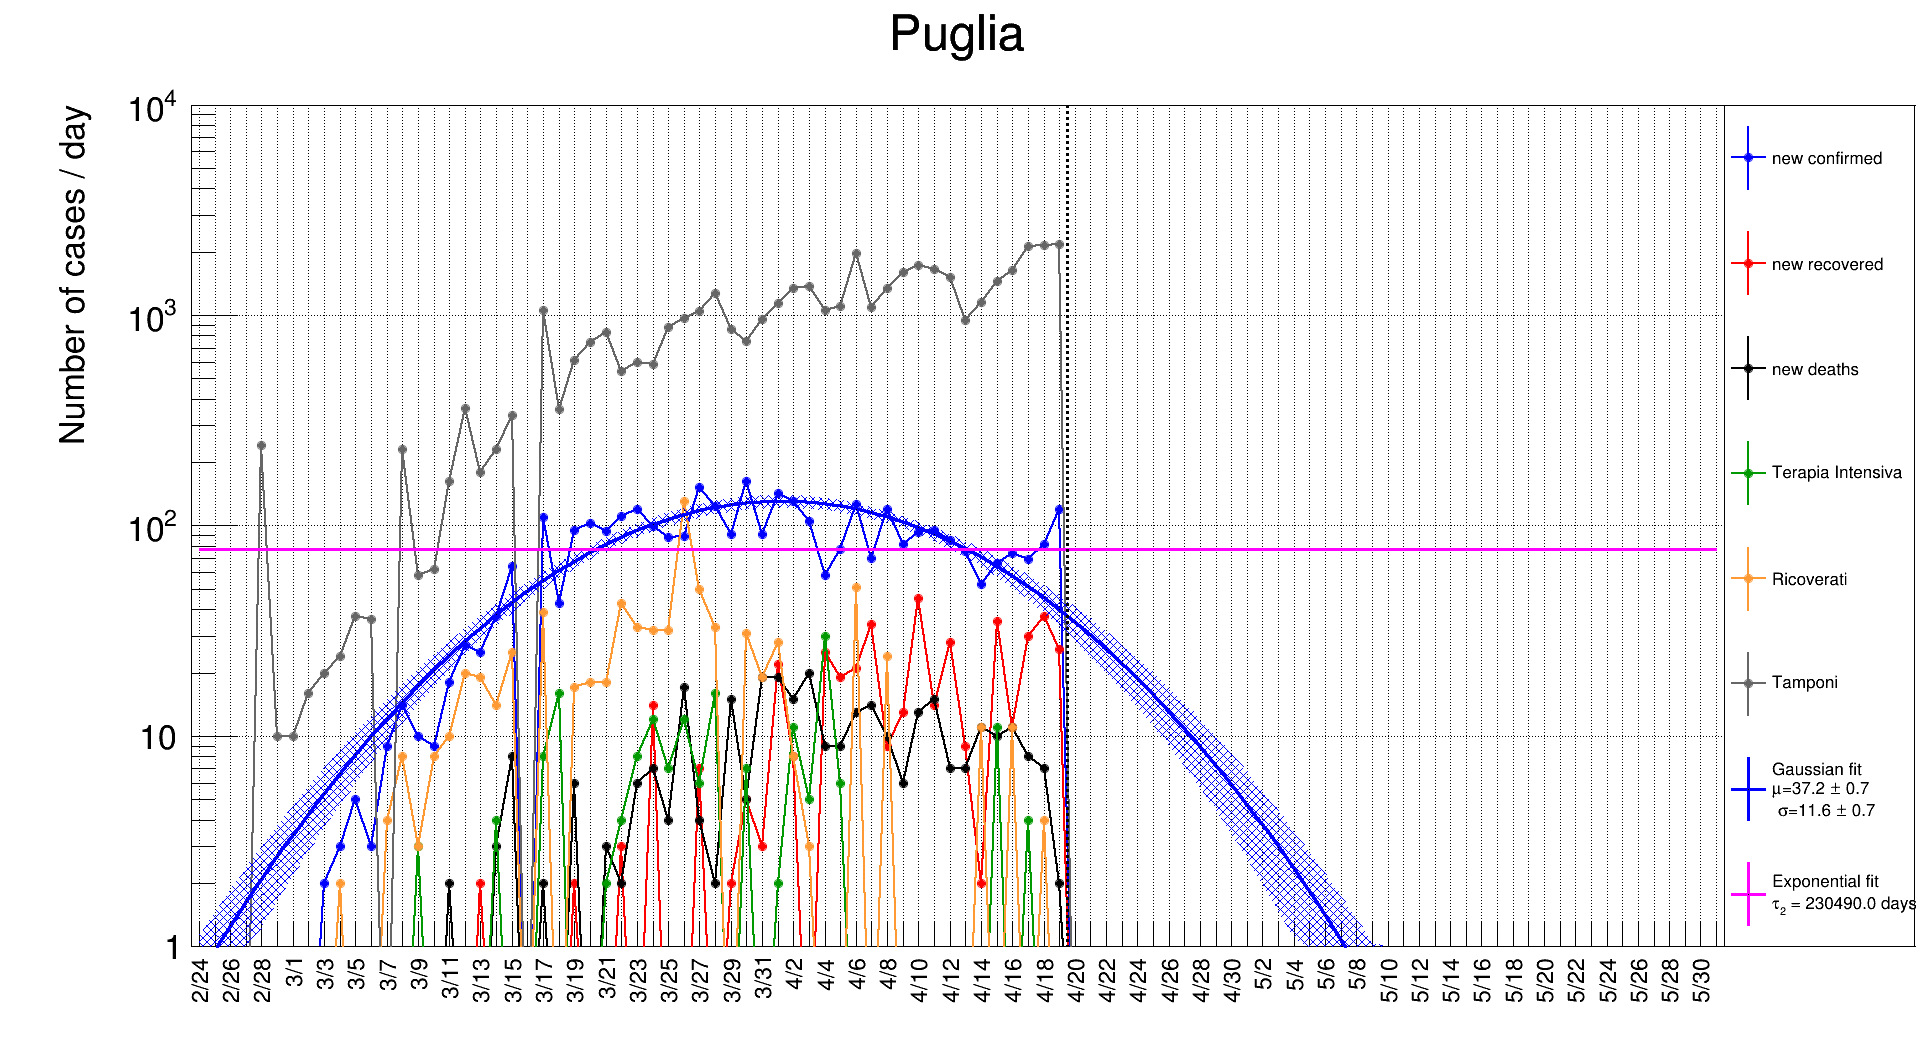 Puglia
Number of cases / day
10⁴
10³
10²
10
1
2/24 2/26 2/28 3/1 3/3 3/5 3/7 3/9 3/11 3/13 3/15 3/17 3/19 3/21 3/23 3/25 3/27 3/29 3/31 4/2 4/4 4/6 4/8 4/10 4/12 4/14 4/16 4/18 4/20 4/22 4/24 4/26 4/28 4/30 5/2 5/4 5/6 5/8 5/10 5/12 5/14 5/16 5/18 5/20 5/22 5/24 5/26 5/28 5/30
new confirmed
new recovered
new deaths
Terapia Intensiva
Ricoverati
Tamponi
Gaussian fit
μ=37.2 ± 0.7
σ=11.6 ± 0.7
Exponential fit
τ₂ = 230490.0 days